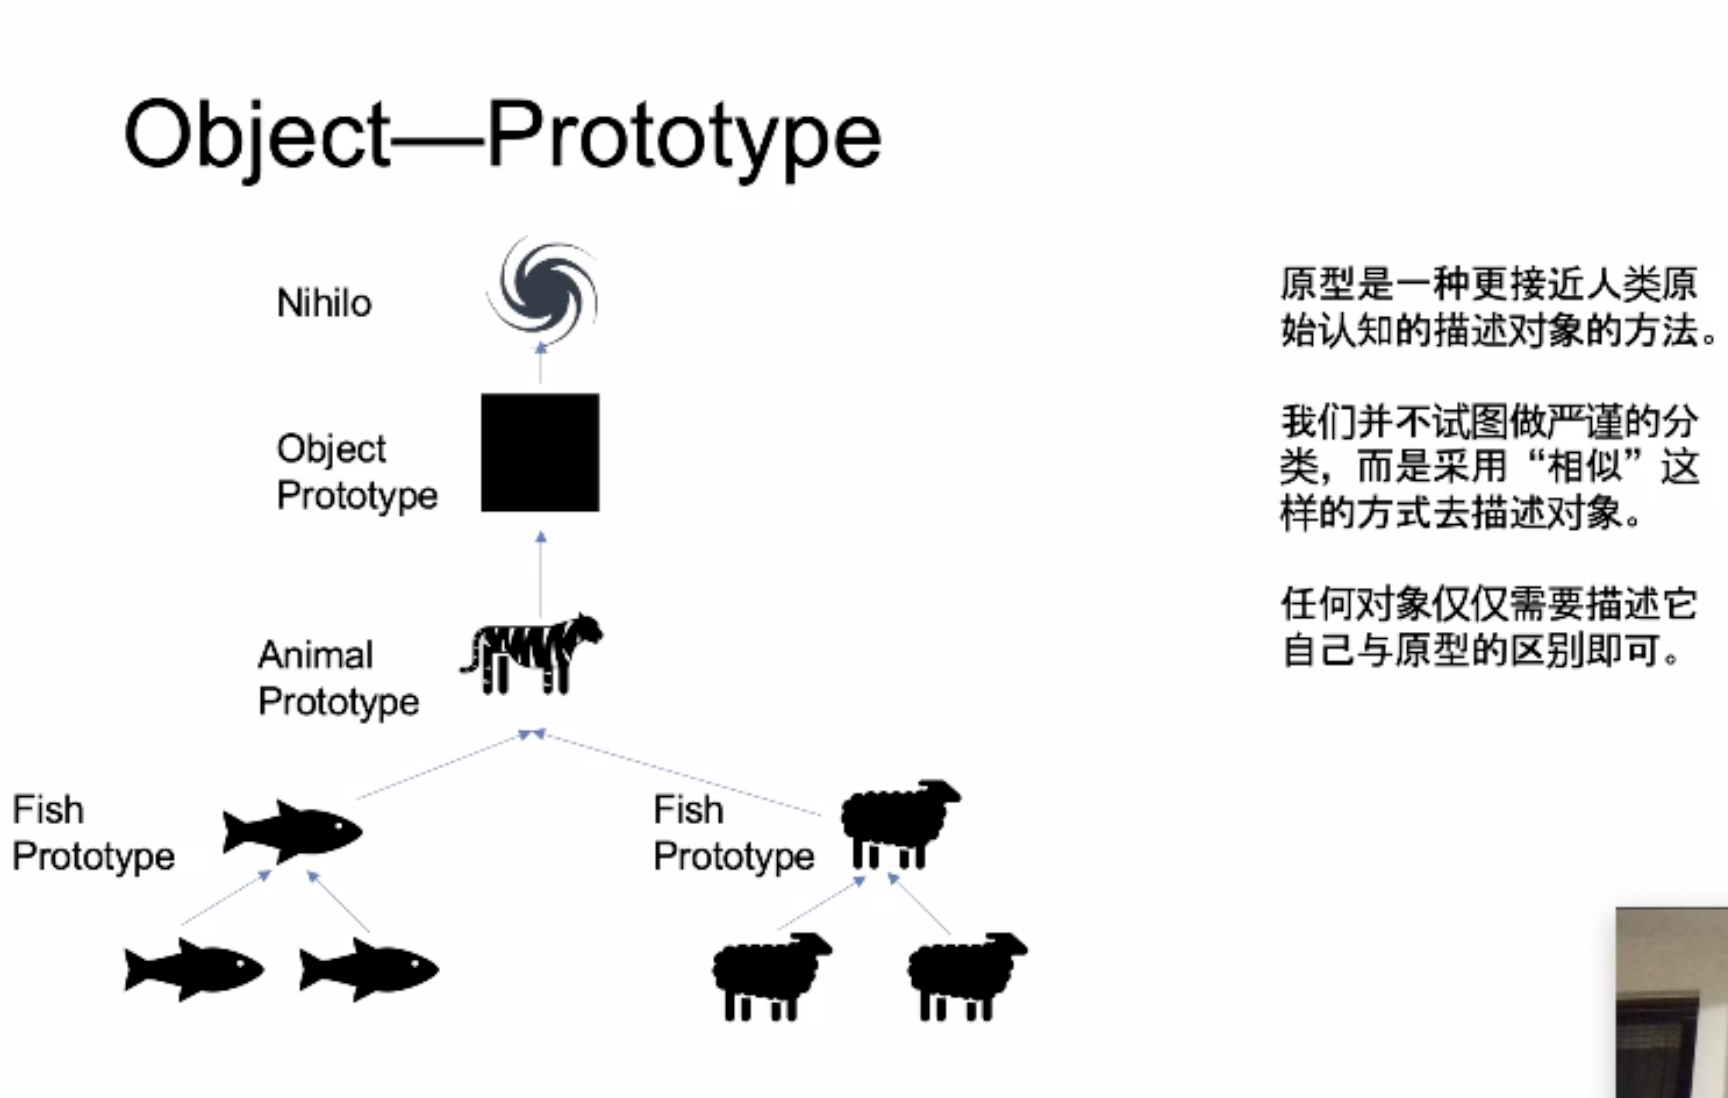 Object—Prototype
Nihilo
Object
Prototype
Animal
Prototype
Fish
Prototype
Fish
Prototype
原型是一种更接近人类原
始认知的描述对象的方法。
我们并不试图做严谨的分
类，而是采用“相似”这
样的方式去描述对象。
任何对象仅仅需要描述它
自己与原型的区别即可。